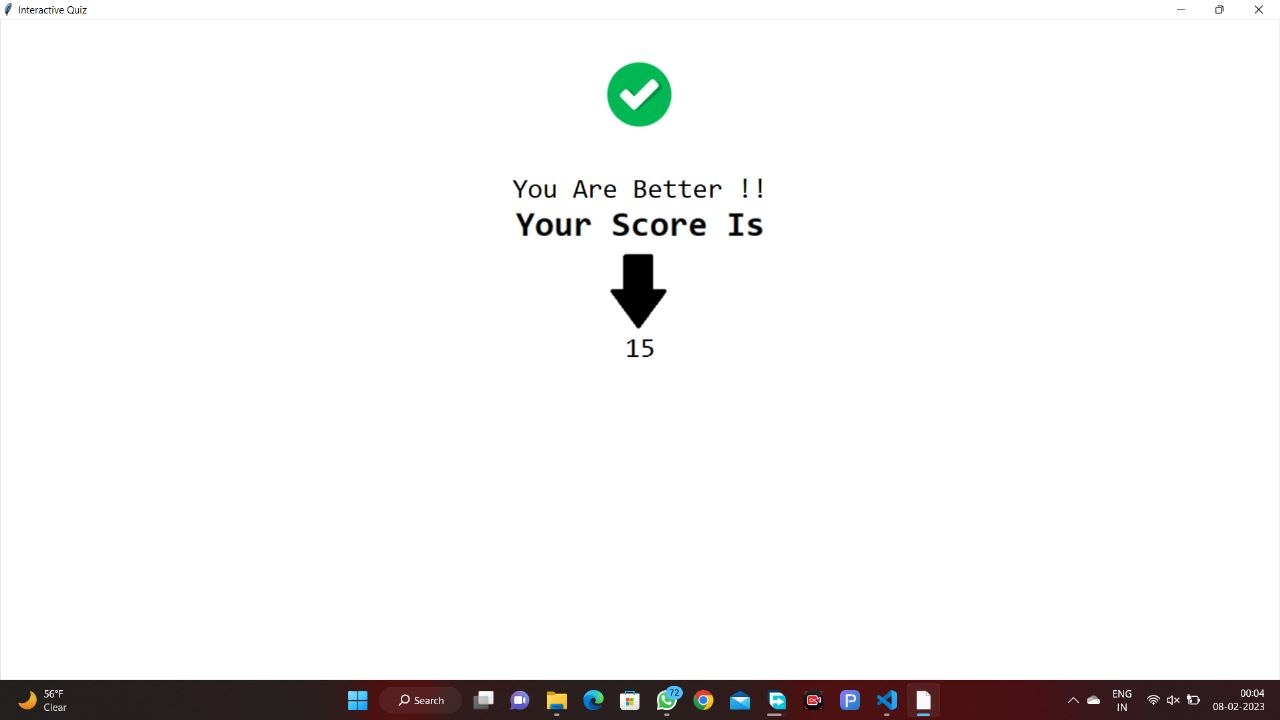 Interactive Quiz
You Are Better !!
Your Score Is
15
56°F
Clear
Search
72
P
ENG
IN
00:04
08-02-2023